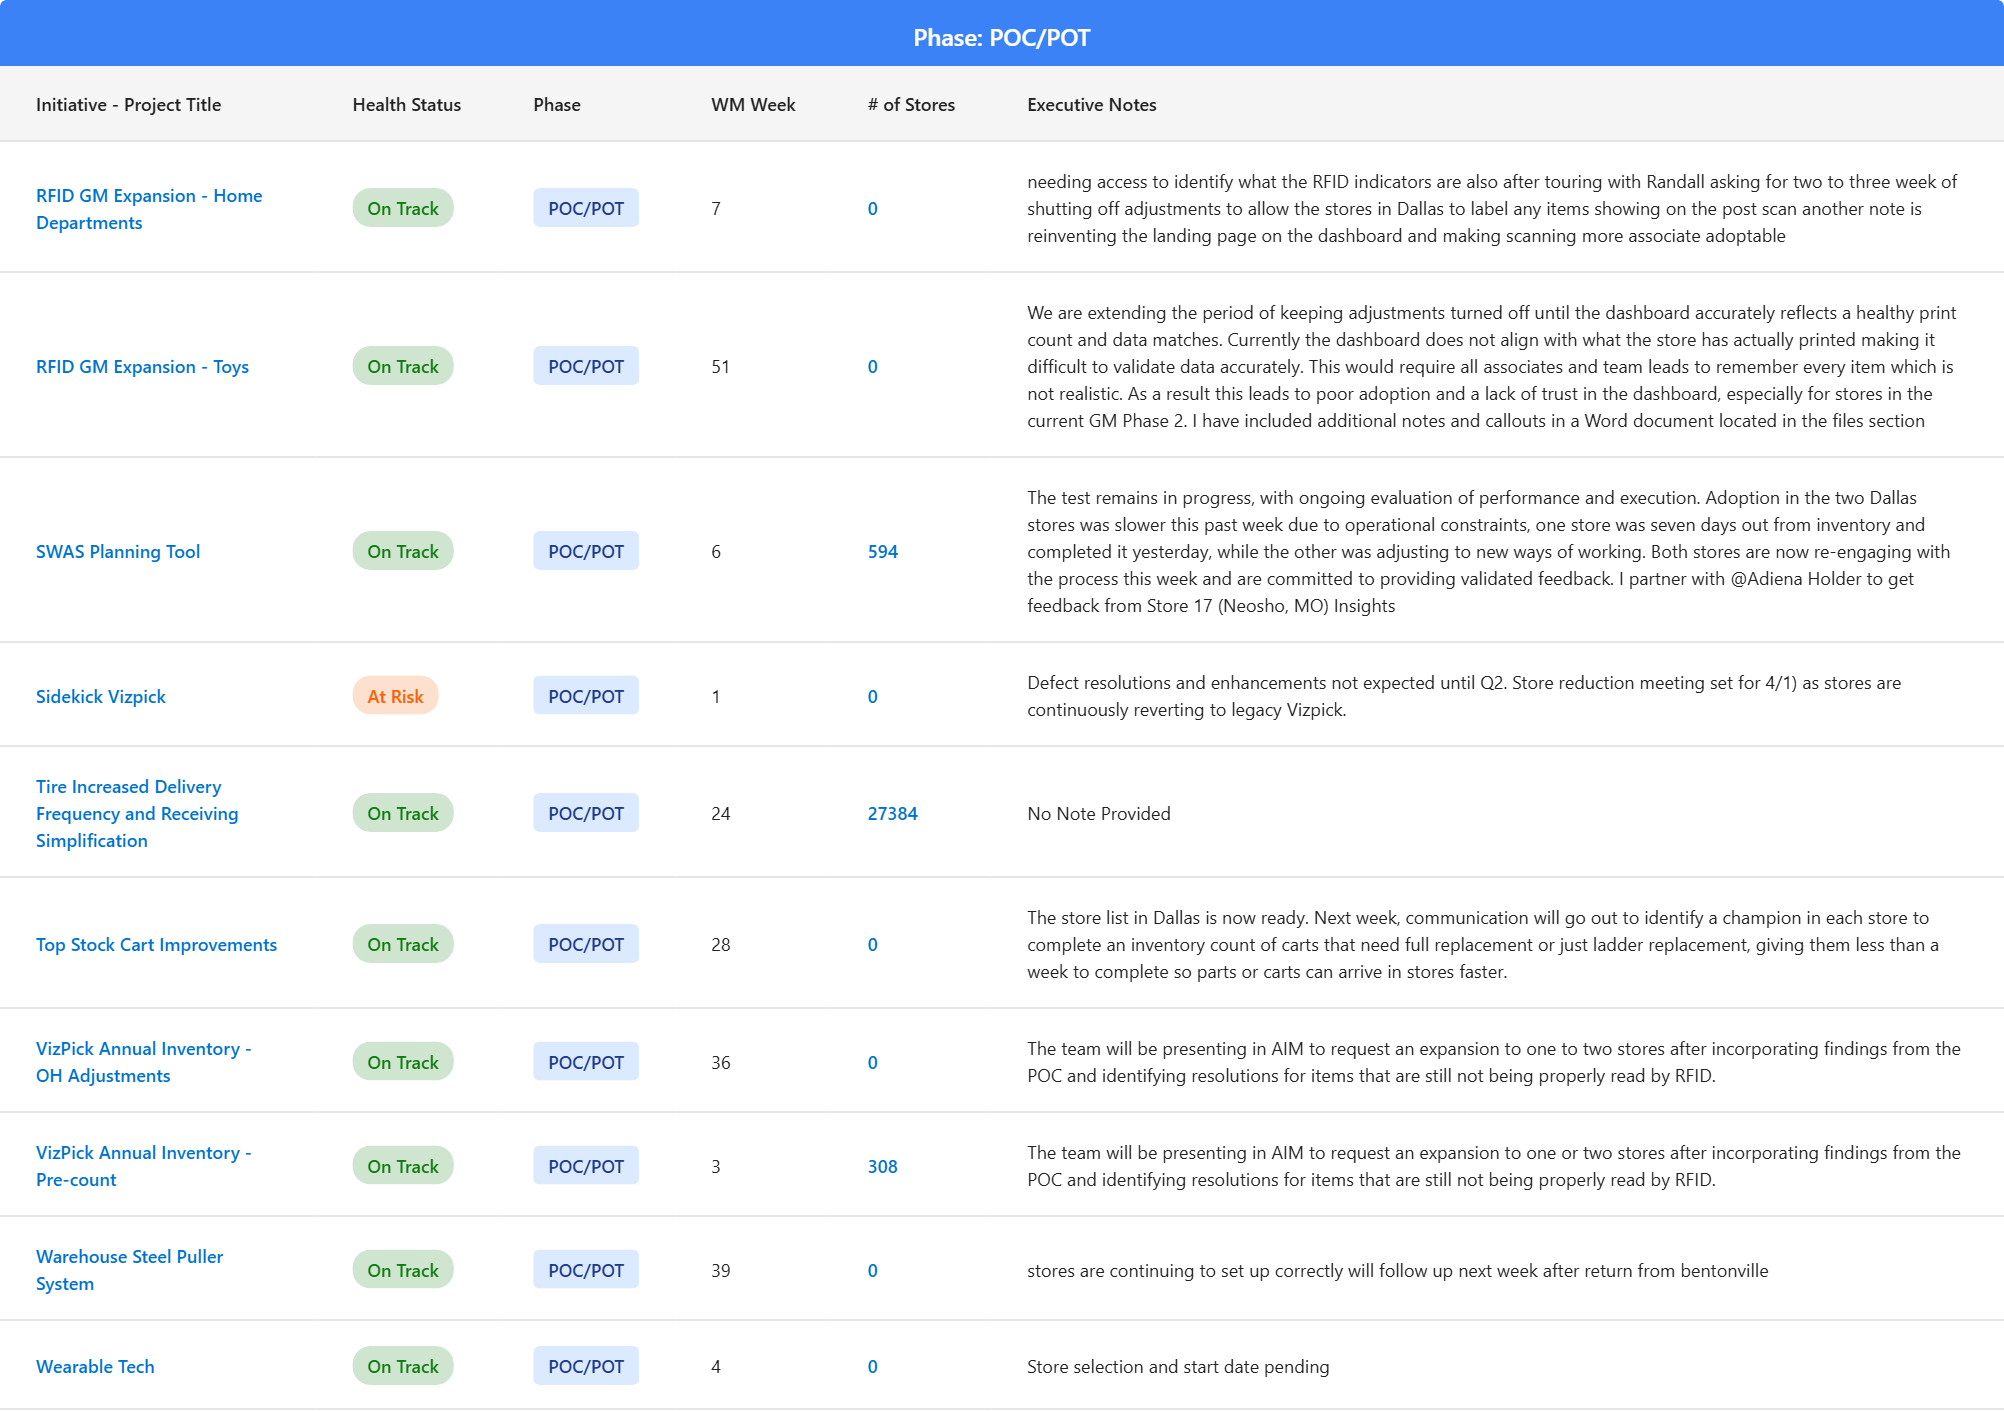 Phase: POC/POT
Initiative - Project Title Health Status Phase WM Week # of Stores Executive Notes
RFID GM Expansion - Home
Departments
On Track POC/POT 7 0
needing access to identify what the RFID indicators are also after touring with Randall asking for two to three week of
shutting off adjustments to allow the stores in Dallas to label any items showing on the post scan another note is
reinventing the landing page on the dashboard and making scanning more associate adoptable
RFID GM Expansion - Toys On Track POC/POT 51 0
We are extending the period of keeping adjustments turned off until the dashboard accurately reflects a healthy print
count and data matches. Currently the dashboard does not align with what the store has actually printed making it
difficult to validate data accurately. This would require all associates and team leads to remember every item which is
not realistic. As a result this leads to poor adoption and a lack of trust in the dashboard, especially for stores in the
current GM Phase 2. I have included additional notes and callouts in a Word document located in the files section
SWAS Planning Tool On Track POC/POT 6 594
The test remains in progress, with ongoing evaluation of performance and execution. Adoption in the two Dallas
stores was slower this past week due to operational constraints, one store was seven days out from inventory and
completed it yesterday, while the other was adjusting to new ways of working. Both stores are now re-engaging with
the process this week and are committed to providing validated feedback. I partner with @Adiena Holder to get
feedback from Store 17 (Neosho, MO) Insights
Sidekick Vizpick At Risk POC/POT 1 0
Defect resolutions and enhancements not expected until Q2. Store reduction meeting set for 4/1) as stores are
continuously reverting to legacy Vizpick.
Tire Increased Delivery
Frequency and Receiving
Simplification
On Track POC/POT 24 27384 No Note Provided
Top Stock Cart Improvements On Track POC/POT 28 0
The store list in Dallas is now ready. Next week, communication will go out to identify a champion in each store to
complete an inventory count of carts that need full replacement or just ladder replacement, giving them less than a
week to complete so parts or carts can arrive in stores faster.
VizPick Annual Inventory -
OH Adjustments
On Track POC/POT 36 0
The team will be presenting in AIM to request an expansion to one to two stores after incorporating findings from the
POC and identifying resolutions for items that are still not being properly read by RFID.
VizPick Annual Inventory -
Pre-count
On Track POC/POT 3 308
The team will be presenting in AIM to request an expansion to one or two stores after incorporating findings from the
POC and identifying resolutions for items that are still not being properly read by RFID.
Warehouse Steel Puller
System
On Track POC/POT 39 0 stores are continuing to set up correctly will follow up next week after return from bentonville
Wearable Tech On Track POC/POT 4 0 Store selection and start date pending